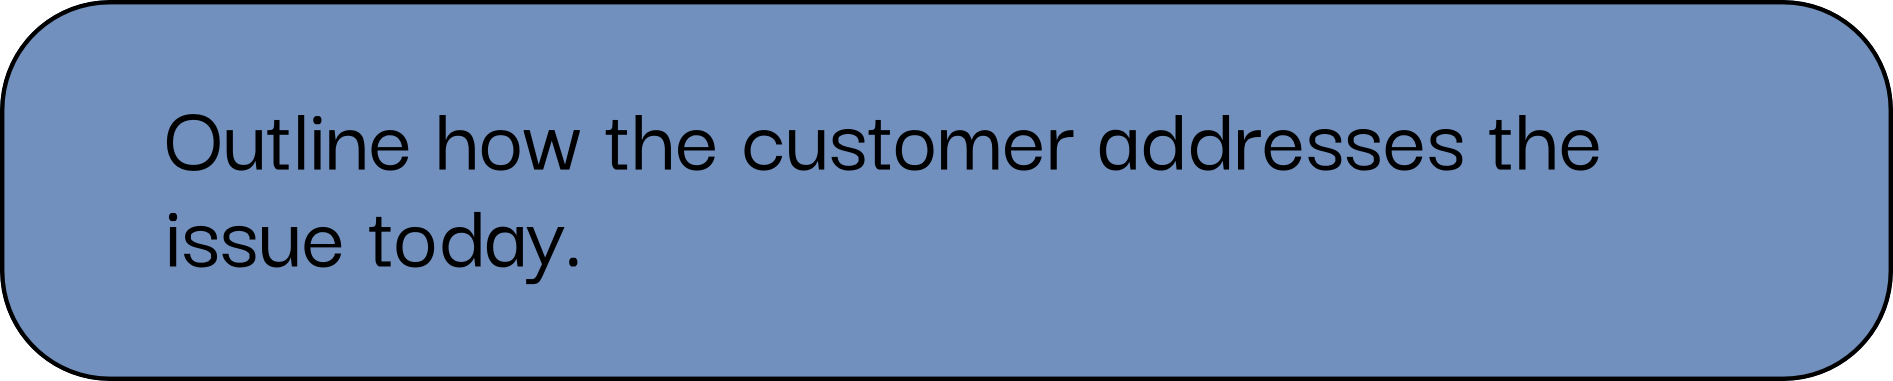 Outline how the customer addresses the
issue today.